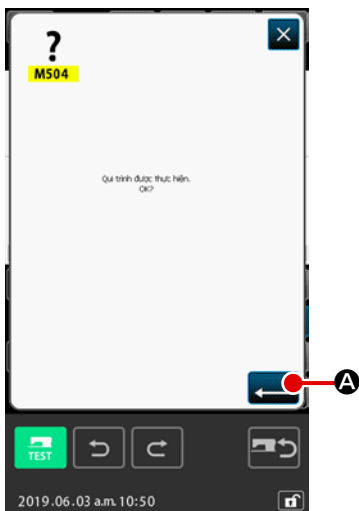 ?
M504
Qui trình được thực hiện.
OK?
A
TEST
2019.06.03 a.m. 10:50